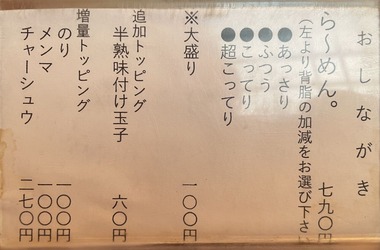 おしながき
ら～めん。 七九〇円
(左より背脂の加減をお選び下さい
●あっさり
●ふつう
●こってり
●超こってり
※大盛り 一〇〇円
追加トッピング
半熟味付け玉子 六〇円
増量トッピング
のり 一〇〇円
メンマ 一〇〇円
チャーシュウ 二七〇円